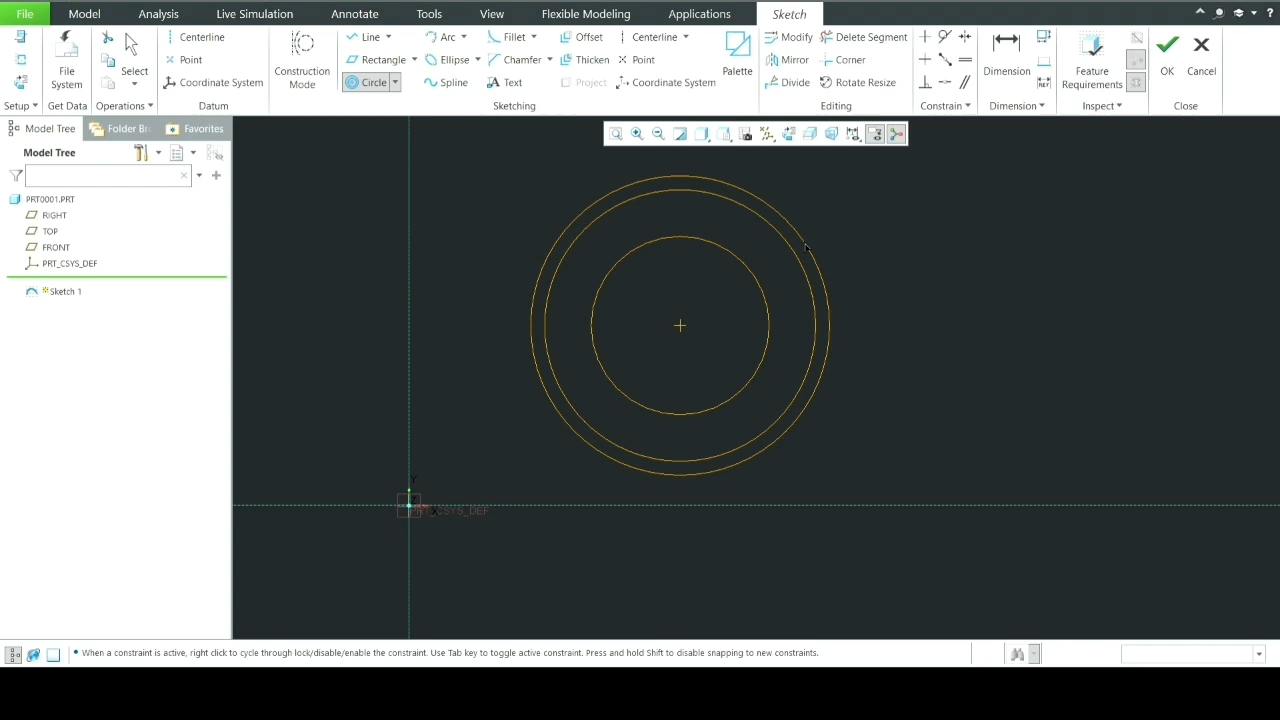 File Model Analysis Live Simulation Annotate Tools View Flexible Modeling Applications Sketch
Centerline Line Arc Fillet Offset Centerline Modify Delete Segment
Point Rectangle Ellipse Chamfer Thicken Point Mirror Corner
File System Select Construction Mode Palette Dimension Feature Requirements OK Cancel
Coordinate System Circle Spline Text Project Coordinate System Divide Rotate Resize
REF
Setup Get Data Operations Datum Sketching Editing Constrain Dimension Inspect Close
Model Tree Folder Br Favorites
Model Tree
PRT0001.PRT
RIGHT
TOP
FRONT
PRT_CSYS_DEF
Sketch 1
Y
Z
X
_CSYS_DEF
• When a constraint is active, right click to cycle through lock/disable/enable the constraint. Use Tab key to toggle active constraint. Press and hold Shift to disable snapping to new constraints.